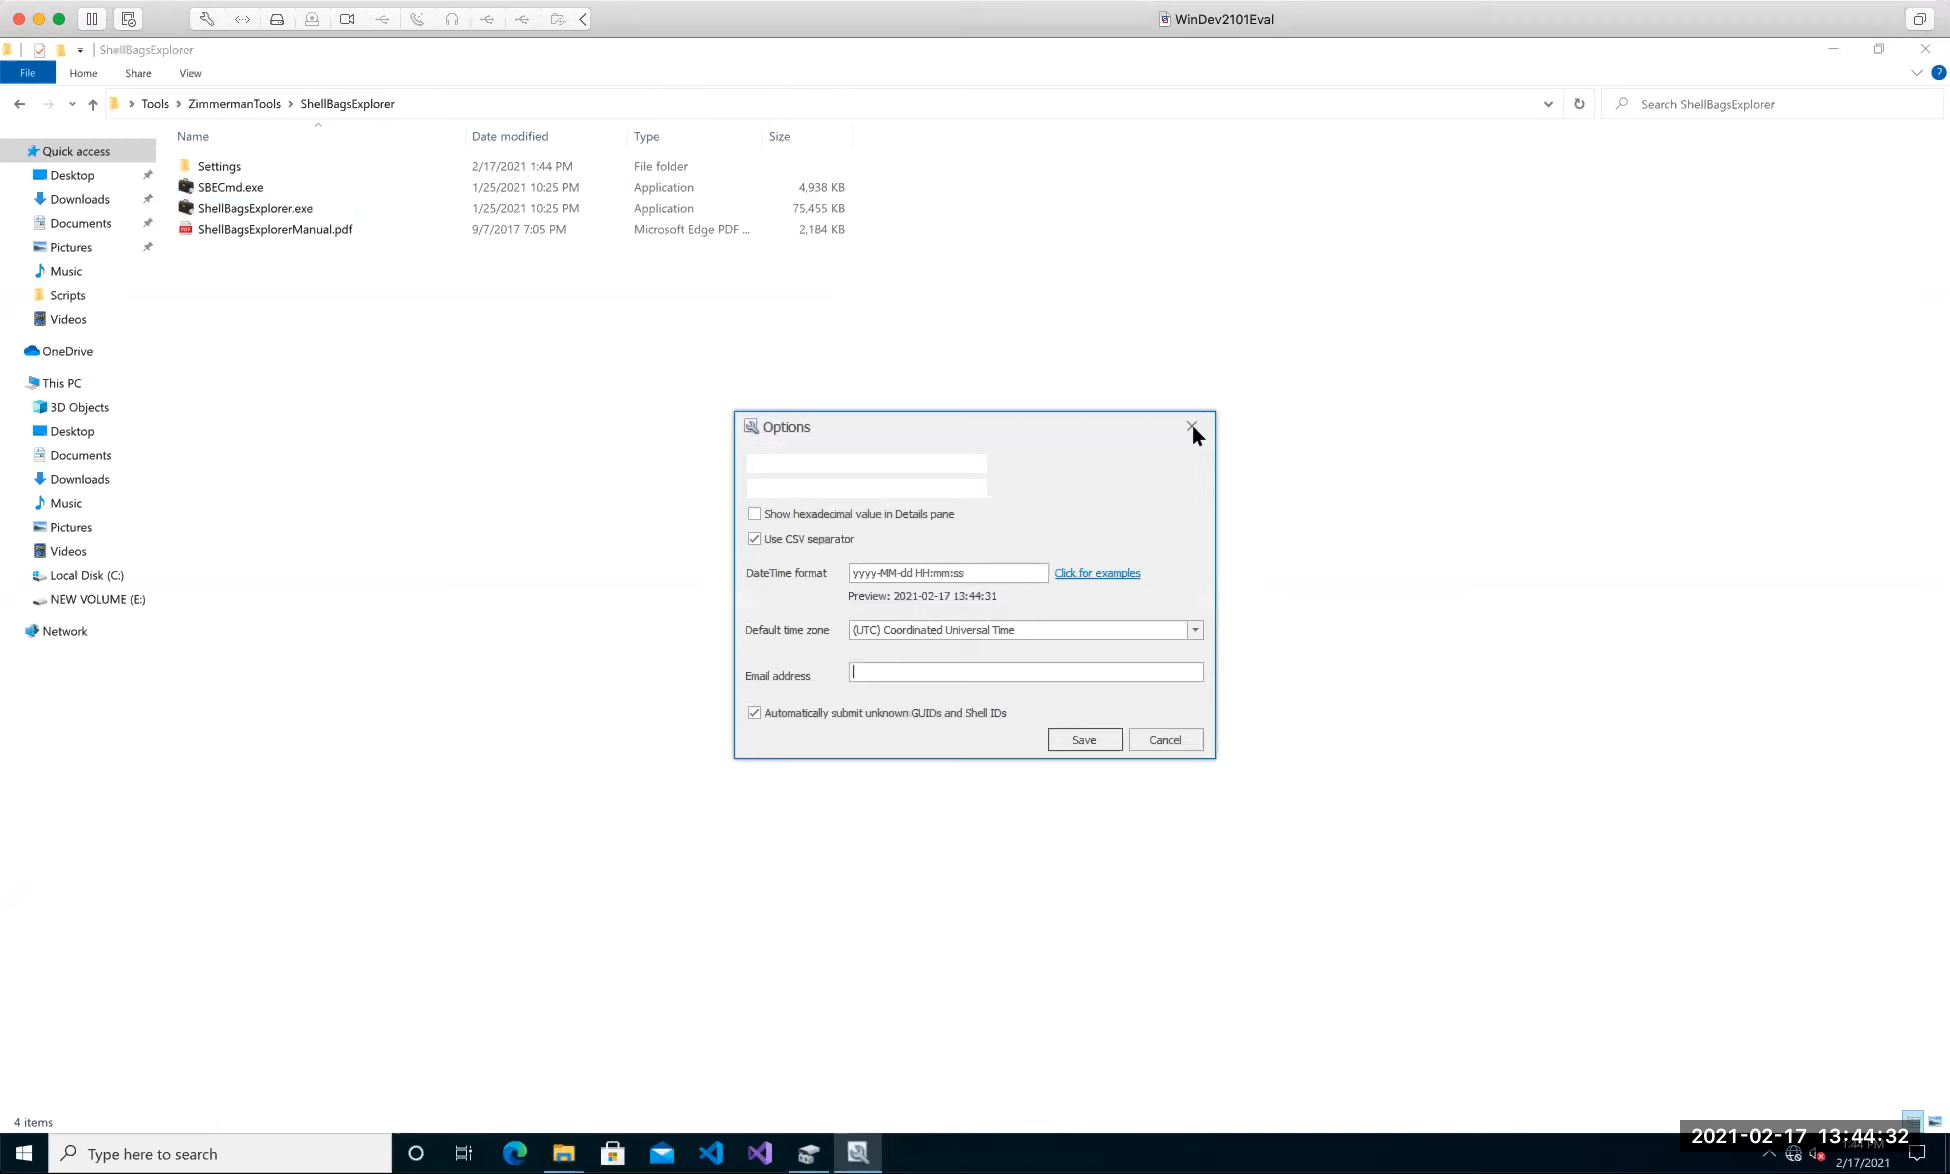 WinDev2101Eval
ShellBagsExplorer
File Home Share View
Tools ZimmermanTools ShellBagsExplorer
Search ShellBagsExplorer
Name Date modified Type Size
Quick access
Desktop
Downloads
Documents
Pictures
Music
Scripts
Videos
OneDrive
This PC
3D Objects
Desktop
Documents
Downloads
Music
Pictures
Videos
Local Disk (C:)
NEW VOLUME (E:)
Network
Settings 2/17/2021 1:44 PM File folder
SBECmd.exe 1/25/2021 10:25 PM Application 4,938 KB
ShellBagsExplorer.exe 1/25/2021 10:25 PM Application 75,455 KB
ShellBagsExplorerManual.pdf 9/7/2017 7:05 PM Microsoft Edge PDF ... 2,184 KB
Options
Show hexadecimal value in Details pane
Use CSV separator
DateTime format yyyy-MM-dd HH:mm:ss Click for examples
Preview: 2021-02-17 13:44:31
Default time zone (UTC) Coordinated Universal Time
Email address
Automatically submit unknown GUIDs and Shell IDs
Save Cancel
4 items
2021-02-17 13:44:32
Type here to search
2/17/2021